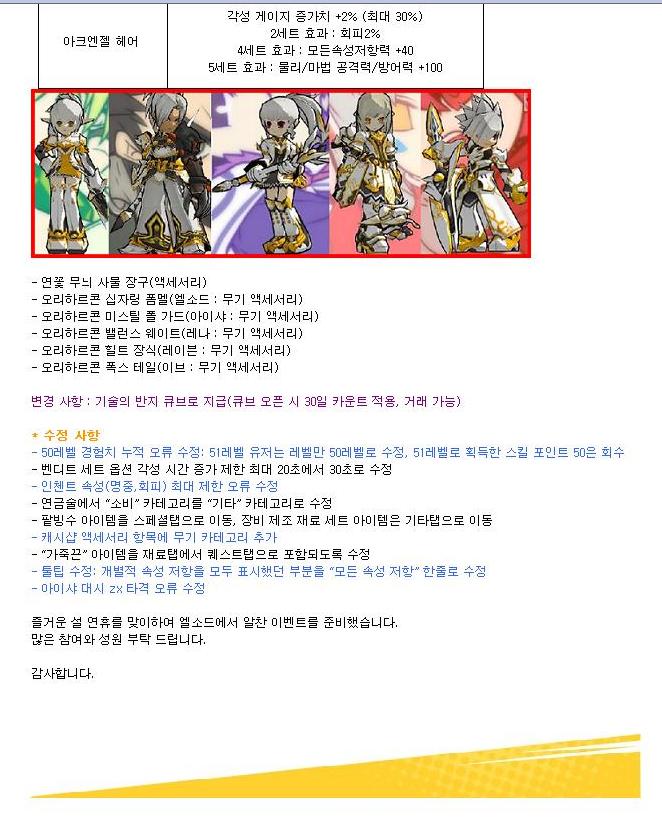 각성 게이지 증가치 +2% (최대 30%)
아크엔젤 헤어
2세트 효과 : 회피2%
4세트 효과 : 모든속성저항력 +40
5세트 효과 : 물리/마법 공격력/방어력 +100
- 연꽃 무늬 사물 장구(액세서리)
- 오리하르콘 십자링 폼멜(엘소드 : 무기 액세서리)
- 오리하르콘 미스틸 폴 가드(아이샤 : 무기 액세서리)
- 오리하르콘 밸런스 웨이트(레나 : 무기 액세서리)
- 오리하르콘 힐트 장식(레이븐 : 무기 액세서리)
- 오리하르콘 폭스 테일(이브 : 무기 액세서리)
변경 사항 : 기술의 반지 큐브로 지급(큐브 오픈 시 30일 카운트 적용, 거래 가능)
* 수정 사항
- 50레벨 경험치 누적 오류 수정: 51레벨 유저는 레벨만 50레벨로 수정, 51레벨로 획득한 스킬 포인트 50은 회수
- 벤디트 세트 옵션 각성 시간 증가 제한 최대 20초에서 30초로 수정
- 인첸트 속성(명중,회피) 최대 제한 오류 수정
- 연금술에서 "소비" 카테고리를 "기타" 카테고리로 수정
- 팥빙수 아이템을 스페셜탭으로 이동, 장비 제조 재료 세트 아이템은 기타탭으로 이동
- 캐시샵 액세서리 항목에 무기 카테고리 추가
- "가죽끈" 아이템을 재료탭에서 퀘스트탭으로 포함되도록 수정
- 툴팁 수정: 개별적 속성 저항을 모두 표시했던 부분을 "모든 속성 저항" 한줄로 수정
- 아이샤 대시 zx 타격 오류 수정
즐거운 설 연휴를 맞이하여 엘소드에서 알찬 이벤트를 준비했습니다.
많은 참여와 성원 부탁 드립니다.
감사합니다.